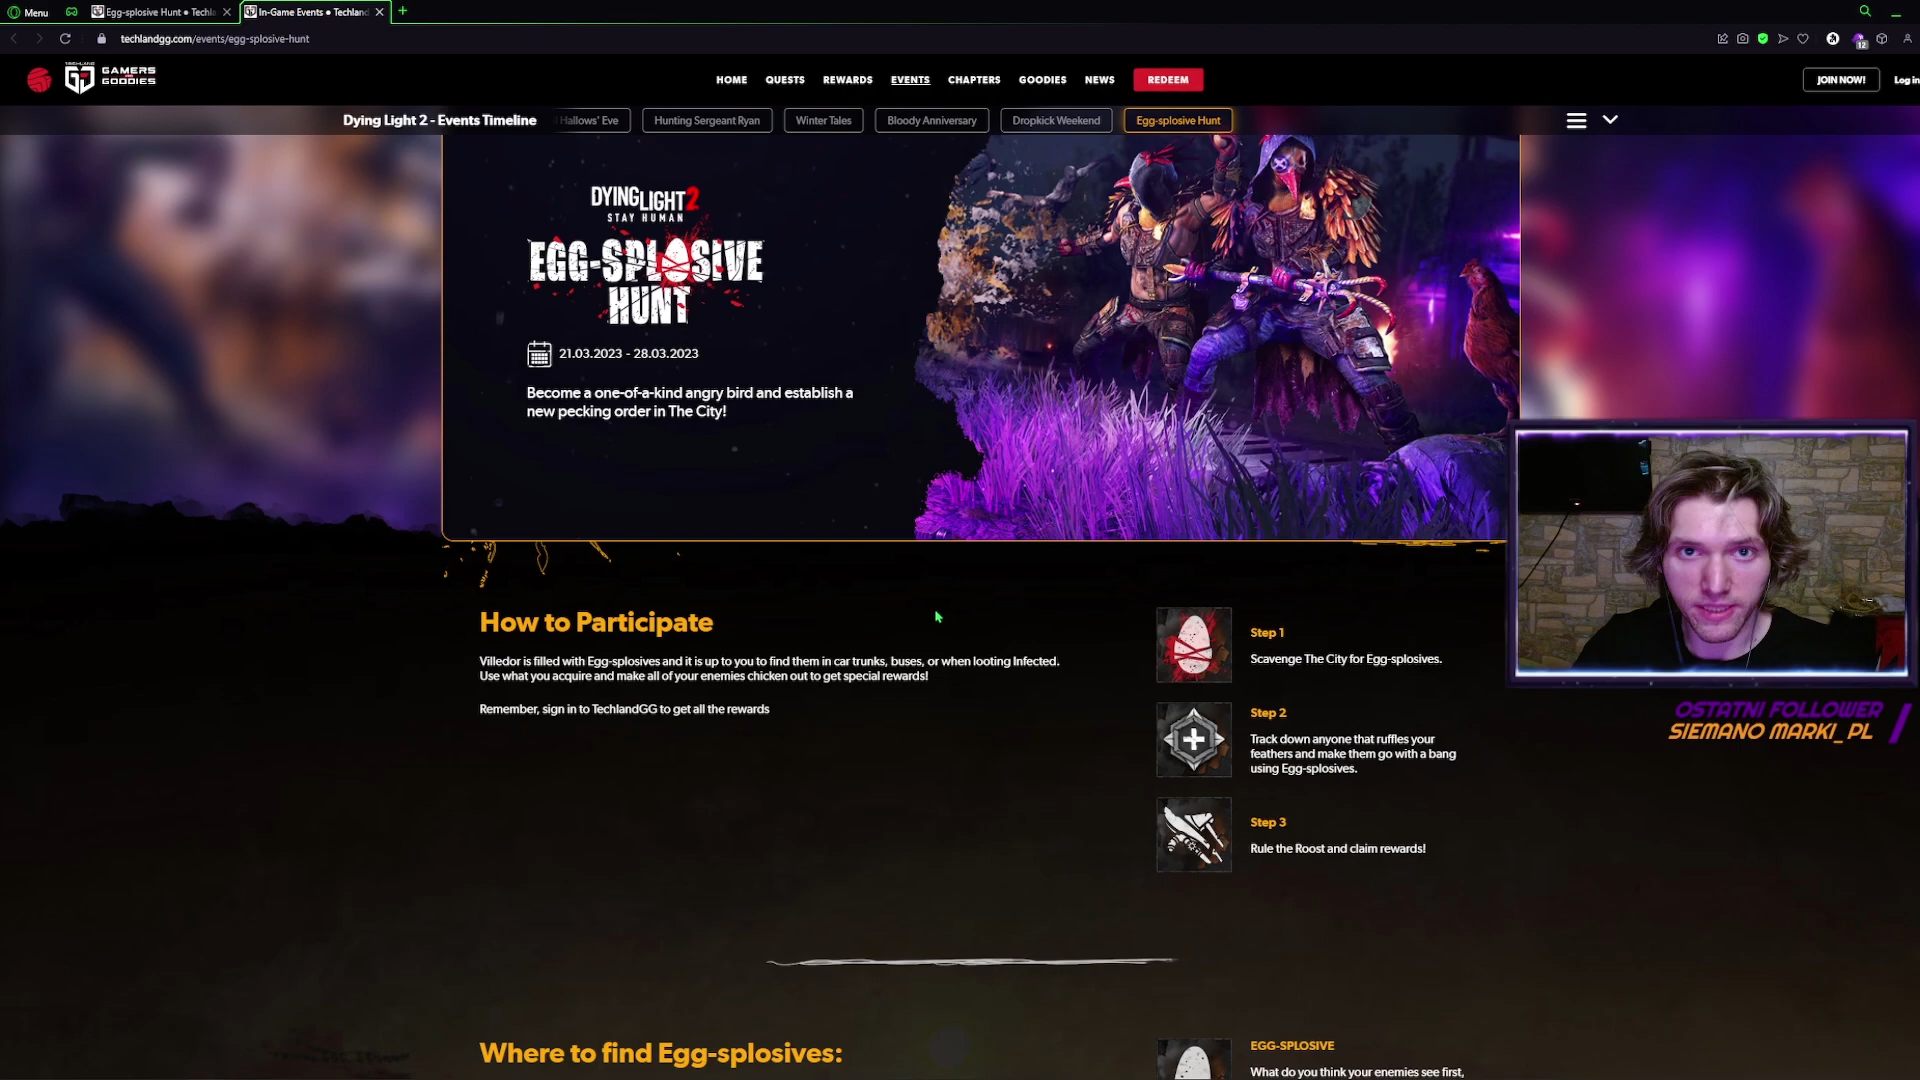 Menu
Egg-splosive Hunt • Techla
In-Game Events • Techland
techlandgg.com/events/egg-splosive-hunt
12
TECHLAND
GAMERS
GOODIES
HOME
QUESTS
REWARDS
EVENTS
CHAPTERS
GOODIES
NEWS
REDEEM
JOIN NOW!
Log in
Dying Light 2 - Events Timeline
Hallows' Eve
Hunting Sergeant Ryan
Winter Tales
Bloody Anniversary
Dropkick Weekend
Egg-splosive Hunt
DYING LIGHT 2
STAY HUMAN
EGG-SPLOSIVE
HUNT
21.03.2023 - 28.03.2023
Become a one-of-a-kind angry bird and establish a
new pecking order in The City!
How to Participate
Villedor is filled with Egg-splosives and it is up to you to find them in car trunks, buses, or when looting Infected.
Use what you acquire and make all of your enemies chicken out to get special rewards!
Remember, sign in to TechlandGG to get all the rewards
Step 1
Scavenge The City for Egg-splosives.
Step 2
Track down anyone that ruffles your
feathers and make them go with a bang
using Egg-splosives.
Step 3
Rule the Roost and claim rewards!
OSTATNI FOLLOWER
SIEMANO MARKI_PL
Where to find Egg-splosives:
EGG-SPLOSIVE
What do you think your enemies see first,